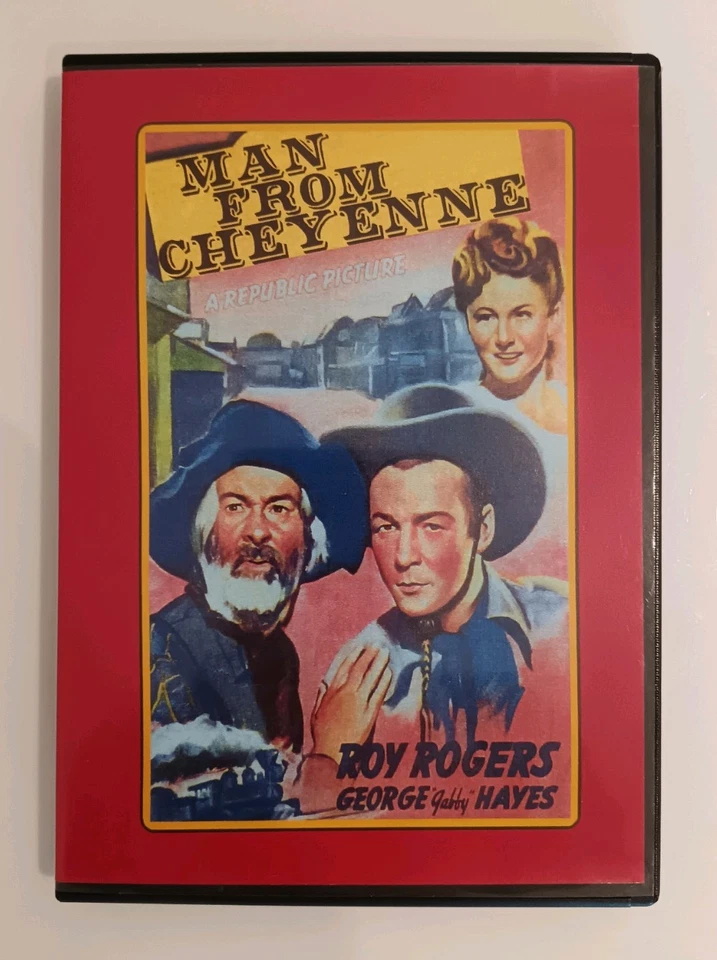 MAN
FROM
CHEYENNE
A REPUBLIC PICTURE
ROY ROGERS
GEORGE "Gabby" HAYES